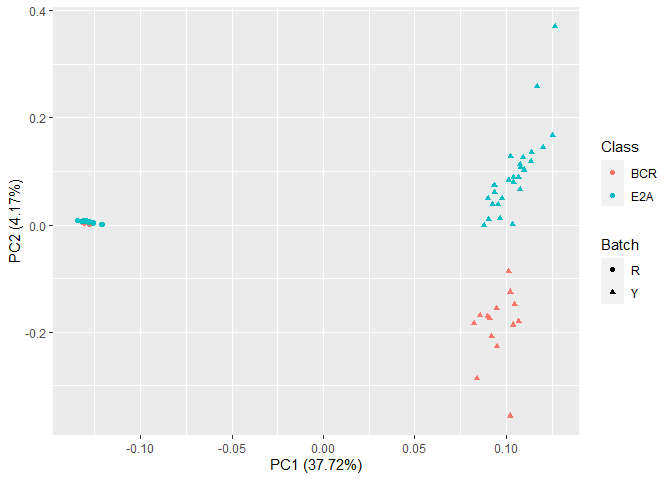 0.4
0.2
0.0
-0.2
PC2 (4.17%)
-0.10
-0.05
0.00
0.05
0.10
PC1 (37.72%)
Class
BCR
E2A
Batch
R
Y